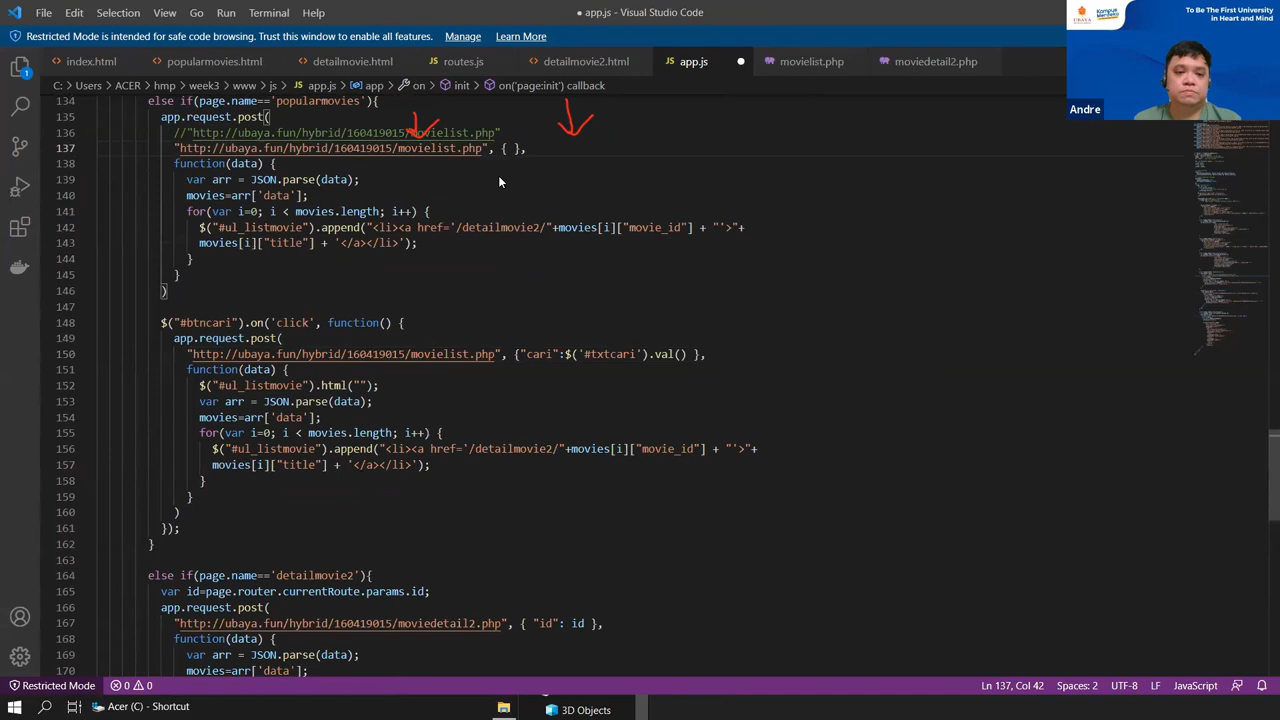 File Edit Selection View Go Run Terminal Help
● app.js - Visual Studio Code
UBAYA
Kampus Merdeka
To Be The First University
in Heart and Mind
Restricted Mode is intended for safe code browsing. Trust this window to enable all features. Manage Learn More
index.html popularmovies.html detailmovie.html JS routes.js detailmovie2.html JS app.js movielist.php moviedetail2.php
Andre
C: > Users > ACER > hmp > week3 > www > js > JS app.js > app > on > init > on('page:init') callback
134 else if(page.name=='popularmovies'){
135 app.request.post(
136 //"http://ubaya.fun/hybrid/160419015/movielist.php"
137 "http://ubaya.fun/hybrid/160419015/movielist.php", { },
138 function(data) {
139 var arr = JSON.parse(data);
140 movies=arr['data'];
141 for(var i=0; i < movies.length; i++) {
142 $("#ul_listmovie").append("<li><a href='/detailmovie2/"+movies[i]["movie_id"] + "'>"+
143 movies[i]["title"] + '</a></li>');
144 }
145 }
146 )
147
148 $("#btncari").on('click', function() {
149 app.request.post(
150 "http://ubaya.fun/hybrid/160419015/movielist.php", {"cari":$('#txtcari').val() },
151 function(data) {
152 $("#ul_listmovie").html("");
153 var arr = JSON.parse(data);
154 movies=arr['data'];
155 for(var i=0; i < movies.length; i++) {
156 $("#ul_listmovie").append("<li><a href='/detailmovie2/"+movies[i]["movie_id"] + "'>"+
157 movies[i]["title"] + '</a></li>');
158 }
159 }
160 )
161 });
162 }
163
164 else if(page.name=='detailmovie2'){
165 var id=page.router.currentRoute.params.id;
166 app.request.post(
167 "http://ubaya.fun/hybrid/160419015/moviedetail2.php", { "id": id },
168 function(data) {
169 var arr = JSON.parse(data);
170 movies=arr['data'];
1
Restricted Mode 0 0 Ln 137, Col 42 Spaces: 2 UTF-8 LF JavaScript
Acer (C) - Shortcut 3D Objects